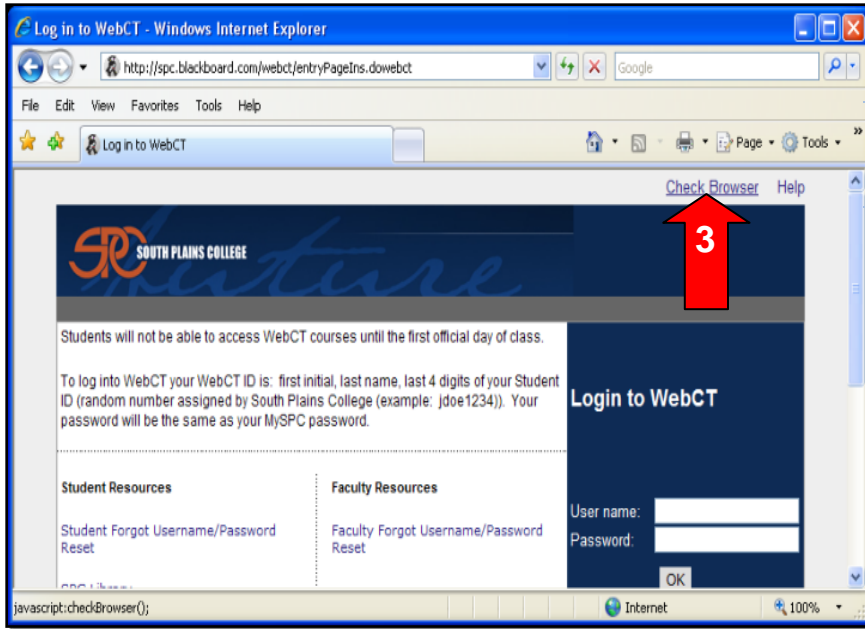 Log in to WebCT - Windows Internet Explorer
http://spc.blackboard.com/webct/entryPageIns.dowebct
Google
File Edit View Favorites Tools Help
Log in to WebCT
Page Tools »
Check Browser Help
3
SPC SOUTH PLAINS COLLEGE
future
Students will not be able to access WebCT courses until the first official day of class.
To log into WebCT your WebCT ID is: first initial, last name, last 4 digits of your Student
ID (random number assigned by South Plains College (example: jdoe1234)). Your
password will be the same as your MySPC password.
Login to WebCT
Student Resources
Faculty Resources
Student Forgot Username/Password
Reset
Faculty Forgot Username/Password
Reset
User name:
Password:
SPC Library
OK
javascript:checkBrowser();
Internet
100%